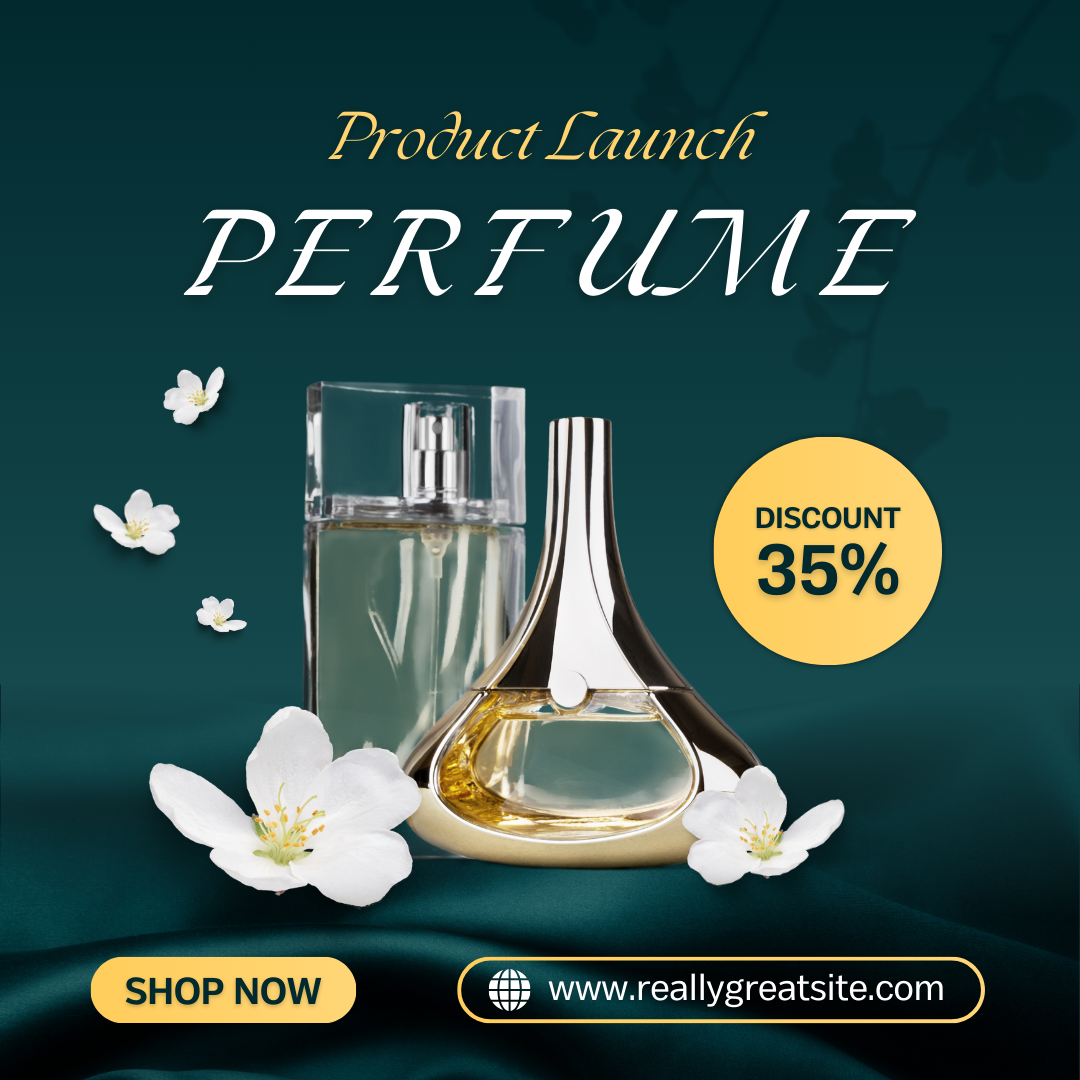 Product Launch
PERFUME
DISCOUNT
35%
SHOP NOW
www.reallygreatsite.com